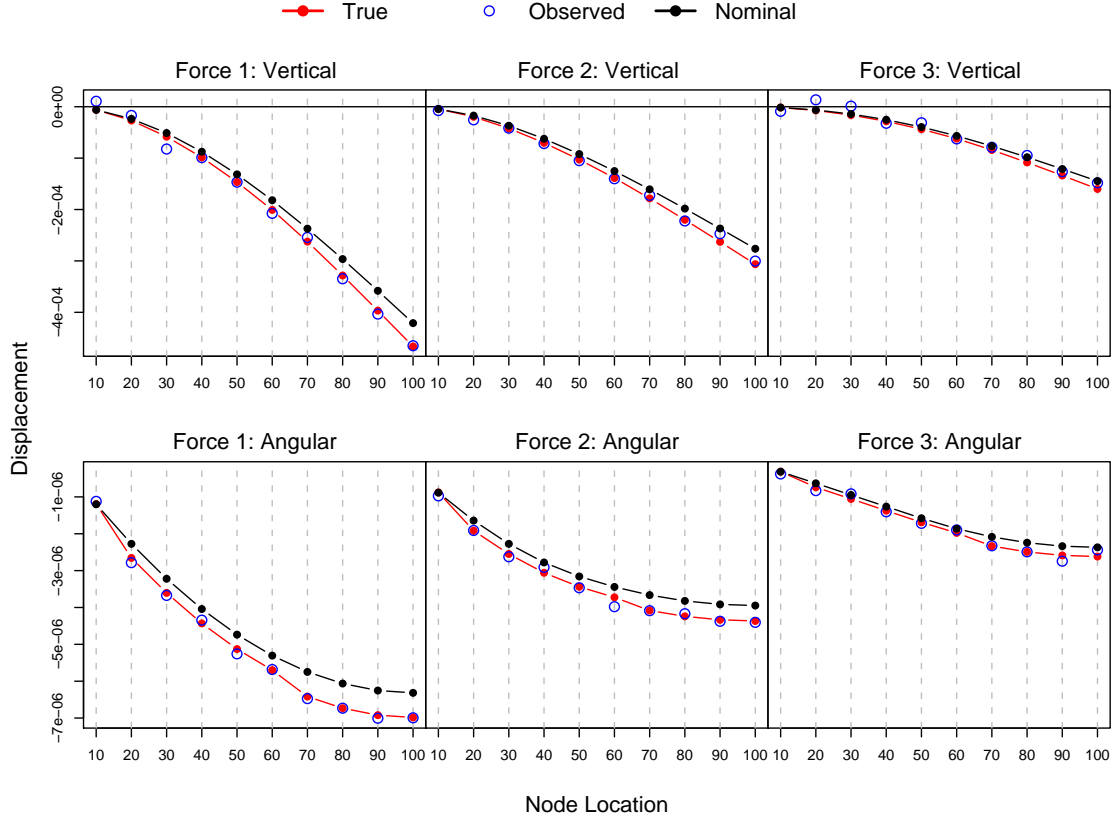 True Observed Nominal
Force 1: Vertical Force 2: Vertical Force 3: Vertical
0e+00
-2e-04
-4e-04
10 20 30 40 50 60 70 80 90 100 10 20 30 40 50 60 70 80 90 100 10 20 30 40 50 60 70 80 90 100
Displacement
Force 1: Angular Force 2: Angular Force 3: Angular
-1e-06
-3e-06
-5e-06
-7e-06
10 20 30 40 50 60 70 80 90 100 10 20 30 40 50 60 70 80 90 100 10 20 30 40 50 60 70 80 90 100
Node Location